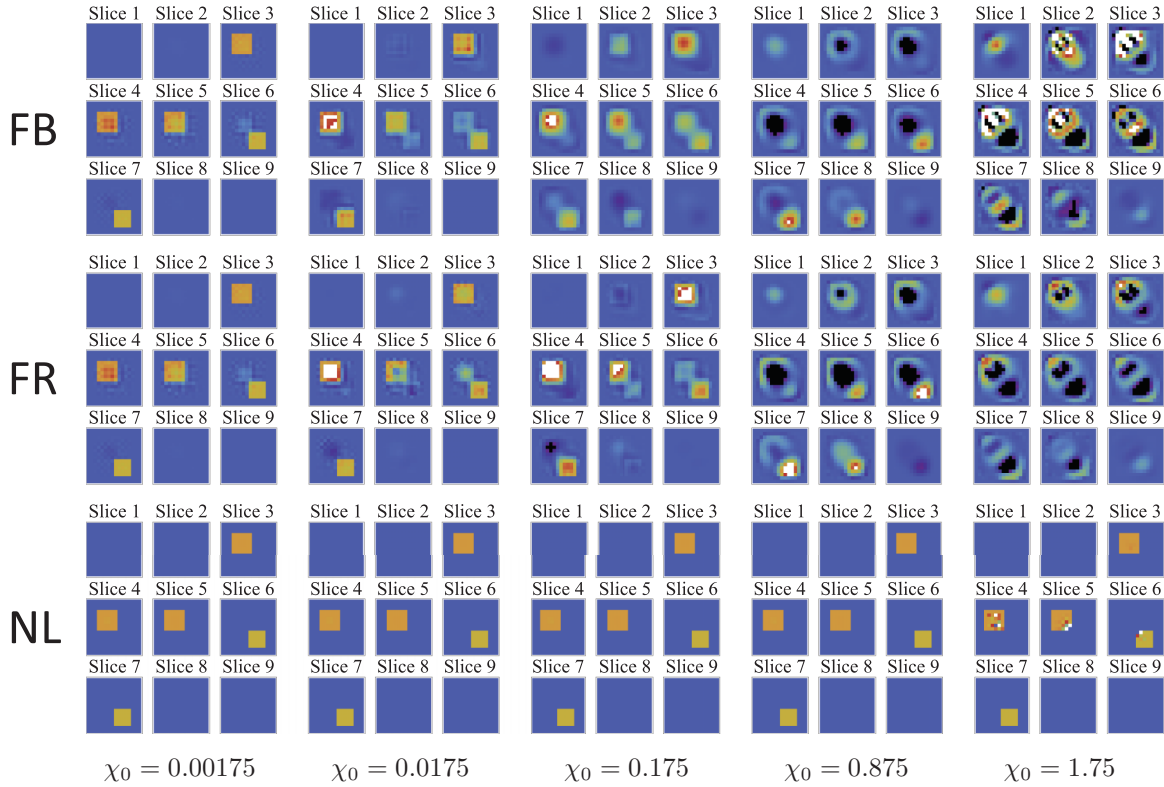 Slice 1 Slice 2 Slice 3 Slice 1 Slice 2 Slice 3 Slice 1 Slice 2 Slice 3 Slice 1 Slice 2 Slice 3 Slice 1 Slice 2 Slice 3
FB
Slice 4 Slice 5 Slice 6 Slice 4 Slice 5 Slice 6 Slice 4 Slice 5 Slice 6 Slice 4 Slice 5 Slice 6 Slice 4 Slice 5 Slice 6
Slice 7 Slice 8 Slice 9 Slice 7 Slice 8 Slice 9 Slice 7 Slice 8 Slice 9 Slice 7 Slice 8 Slice 9 Slice 7 Slice 8 Slice 9
Slice 1 Slice 2 Slice 3 Slice 1 Slice 2 Slice 3 Slice 1 Slice 2 Slice 3 Slice 1 Slice 2 Slice 3 Slice 1 Slice 2 Slice 3
FR
Slice 4 Slice 5 Slice 6 Slice 4 Slice 5 Slice 6 Slice 4 Slice 5 Slice 6 Slice 4 Slice 5 Slice 6 Slice 4 Slice 5 Slice 6
Slice 7 Slice 8 Slice 9 Slice 7 Slice 8 Slice 9 Slice 7 Slice 8 Slice 9 Slice 7 Slice 8 Slice 9 Slice 7 Slice 8 Slice 9
Slice 1 Slice 2 Slice 3 Slice 1 Slice 2 Slice 3 Slice 1 Slice 2 Slice 3 Slice 1 Slice 2 Slice 3 Slice 1 Slice 2 Slice 3
NL
Slice 4 Slice 5 Slice 6 Slice 4 Slice 5 Slice 6 Slice 4 Slice 5 Slice 6 Slice 4 Slice 5 Slice 6 Slice 4 Slice 5 Slice 6
Slice 7 Slice 8 Slice 9 Slice 7 Slice 8 Slice 9 Slice 7 Slice 8 Slice 9 Slice 7 Slice 8 Slice 9 Slice 7 Slice 8 Slice 9
χ₀ = 0.00175 χ₀ = 0.0175 χ₀ = 0.175 χ₀ = 0.875 χ₀ = 1.75